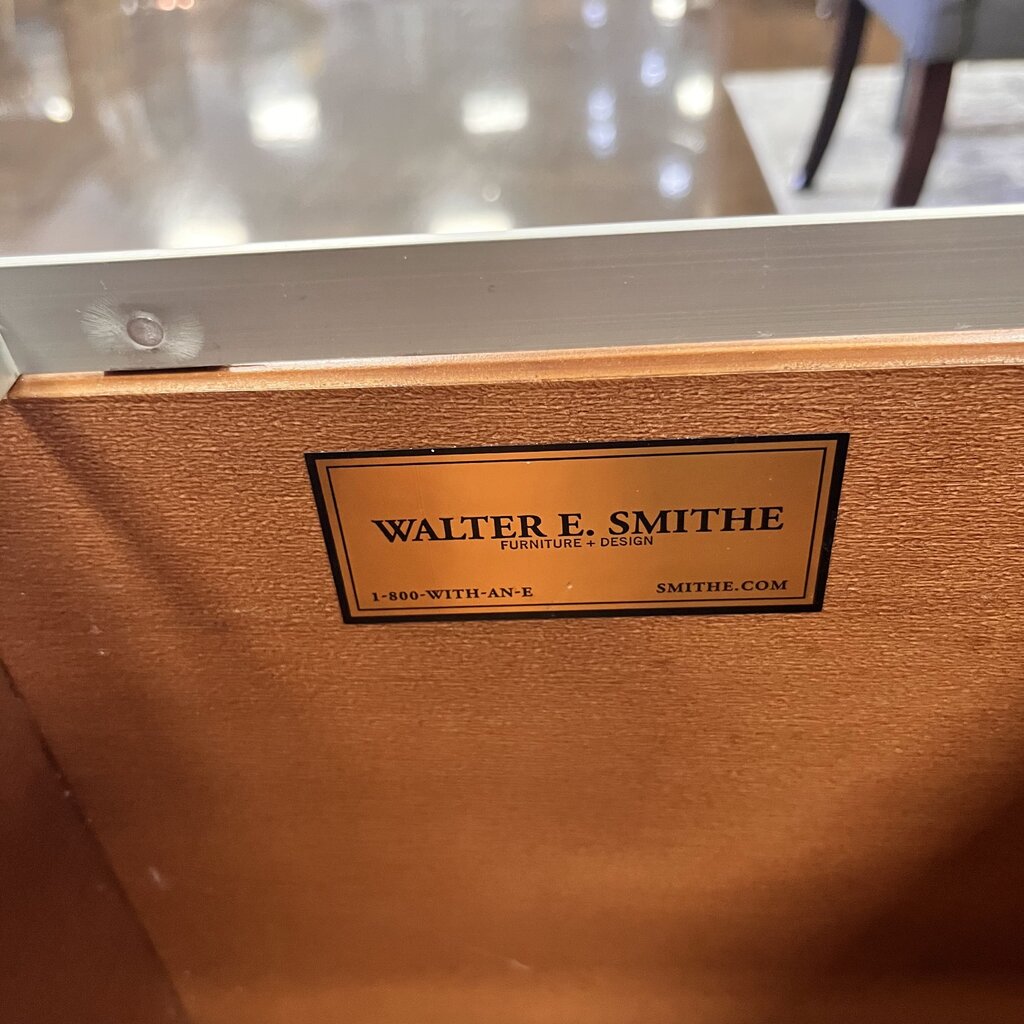 WALTER E. SMITHE
FURNITURE + DESIGN
1-800-WITH-AN-E SMITHE.COM